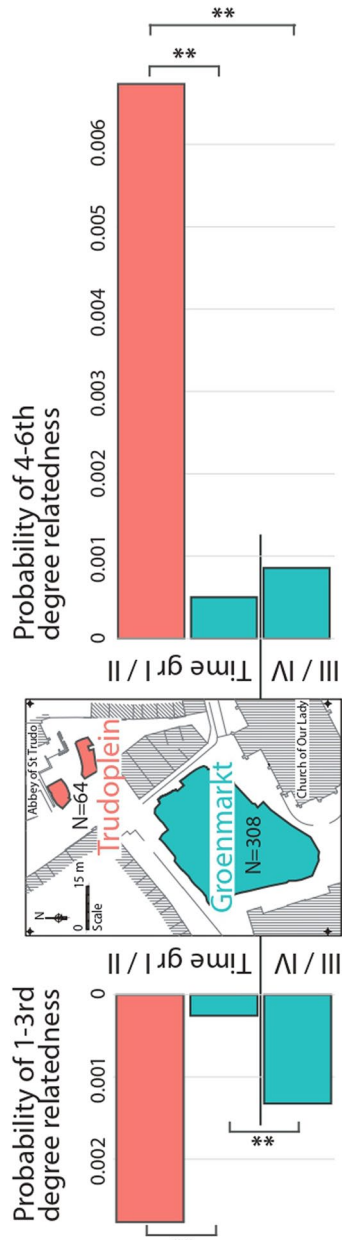 Probability of 1-3rd
degree relatedness
0.002
0.001
0
Time gr I / II
III / IV
**
N
0
15 m
Scale
Abbey of St Trudo
N=64
Trudoplein
Groenmarkt
N=308
Church of Our Lady
Probability of 4-6th
degree relatedness
0
0.001
0.002
0.003
0.004
0.005
0.006
Time gr I / II
III / IV
**
**